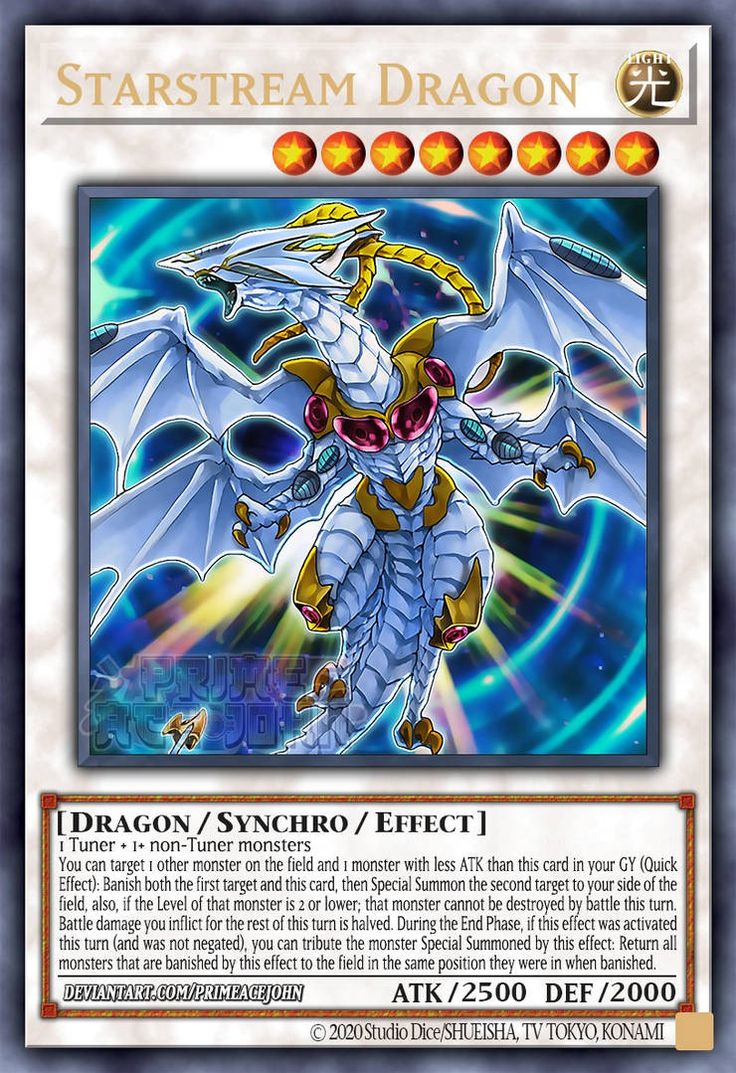 STARSTREAM DRAGON
LIGHT
光
PRIMEA
[DRAGON / SYNCHRO / EFFECT]
1 Tuner + 1+ non-Tuner monsters
You can target 1 other monster on the field and 1 monster with less ATK than this card in your GY (Quick
Effect): Banish both the first target and this card, then Special Summon the second target to your side of the
field, also, if the Level of that monster is 2 or lower; that monster cannot be destroyed by battle this turn.
Battle damage you inflict for the rest of this turn is halved. During the End Phase, if this effect was activated
this turn (and was not negated), you can tribute the monster Special Summoned by this effect: Return all
monsters that are banished by this effect to the field in the same position they were in when banished.
DEVIANTART.COM/PRIMEAGEJOHN ATK/2500 DEF/2000
© 2020 Studio Dice/SHUEISHA, TV TOKYO, KONAMI